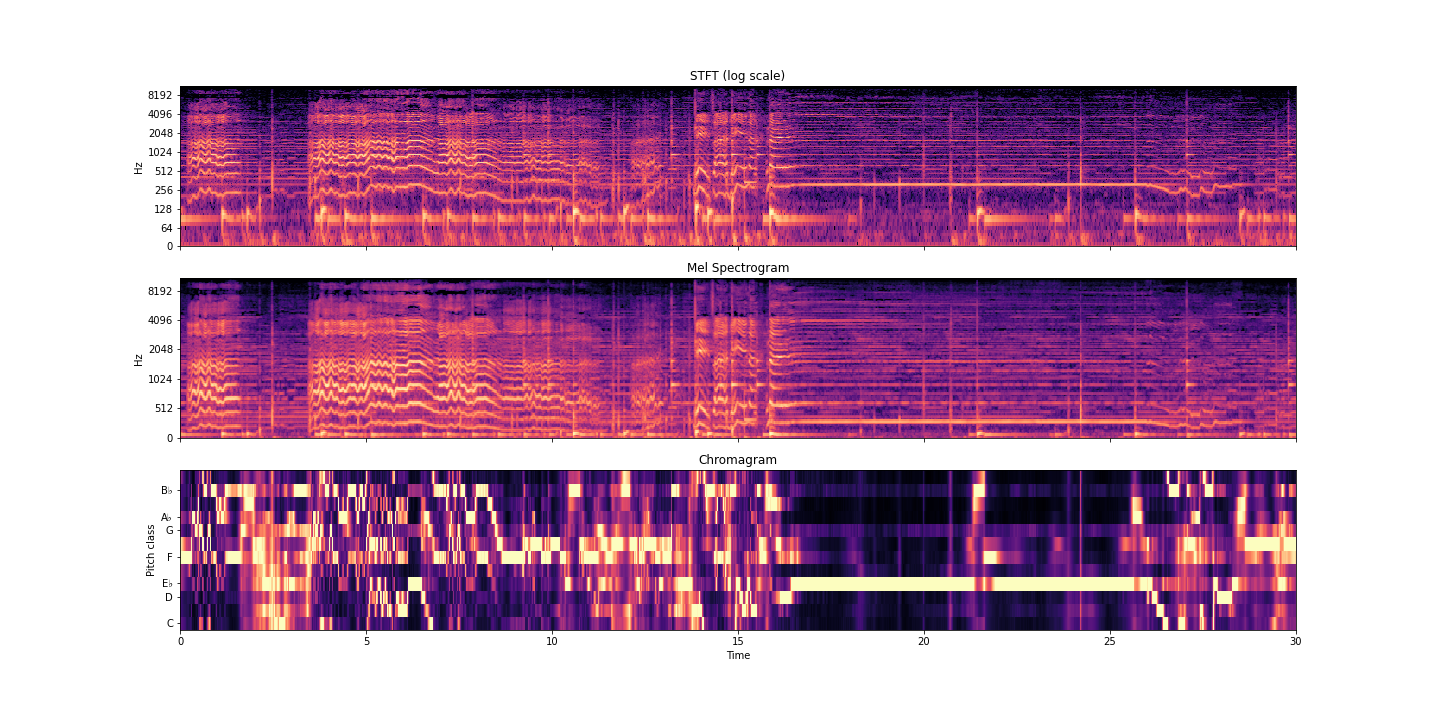 STFT (log scale)
8192
4096
2048
1024
512
256
128
64
0
Hz
Mel Spectrogram
8192
4096
2048
1024
512
0
Hz
Chromagram
B♭
A♭
G
F
E♭
D
C
Pitch class
0 5 10 15 20 25 30
Time